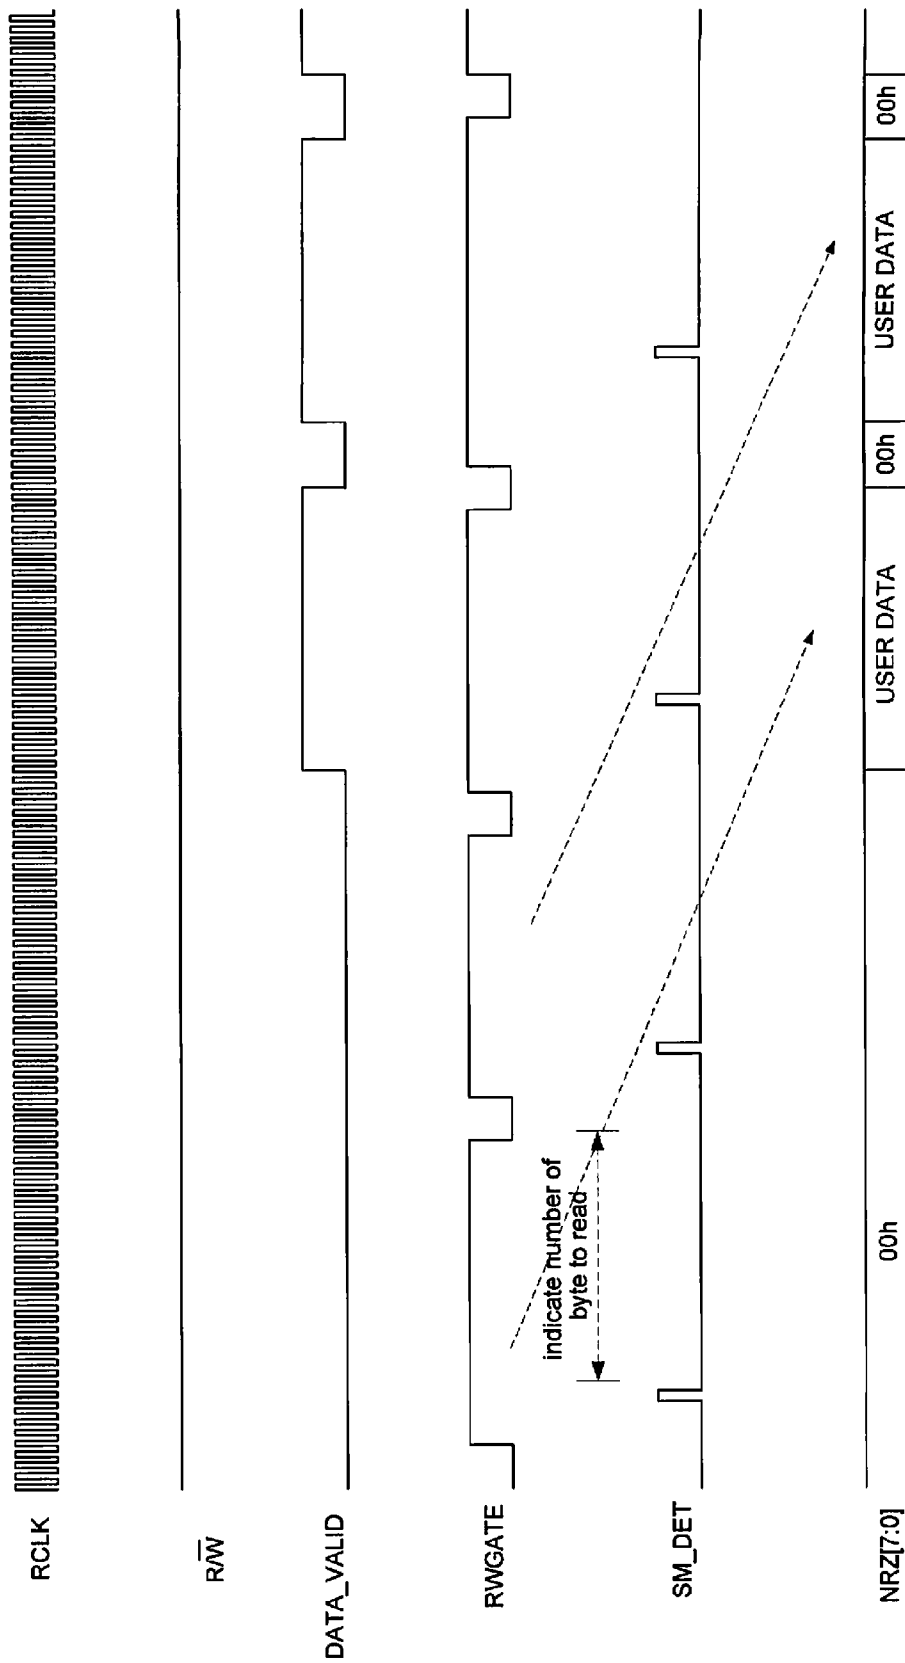 RCLK
R/W̅
DATA_VALID
RWGATE
indicate number of
byte to read
SM_DET
NRZ[7:0]
00h
USER DATA
00h
USER DATA
00h